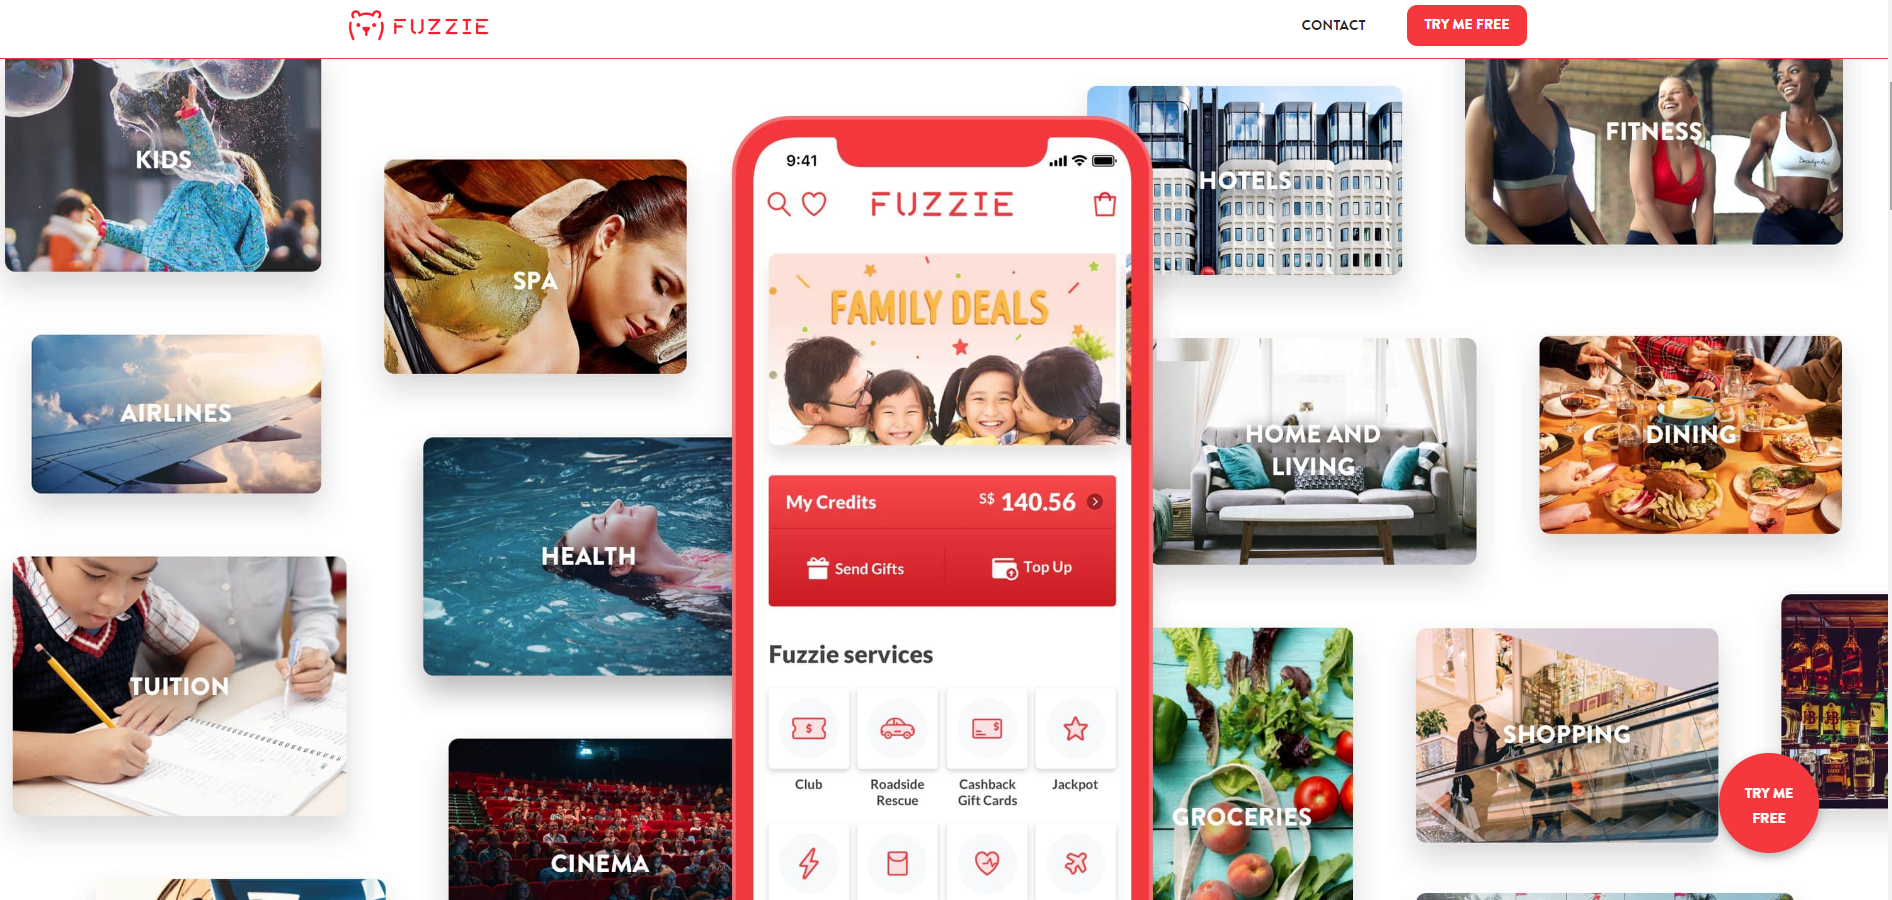 FUZZIE
CONTACT
TRY ME FREE
KIDS
SPA
AIRLINES
HEALTH
TUITION
CINEMA
9:41
FUZZIE
FAMILY DEALS
My Credits
S$ 140.56
Send Gifts
Top Up
Fuzzie services
Club
Roadside
Rescue
Cashback
Gift Cards
Jackpot
HOTELS
FITNESS
HOME AND
LIVING
DINING
GROCERIES
SHOPPING
TRY ME
FREE